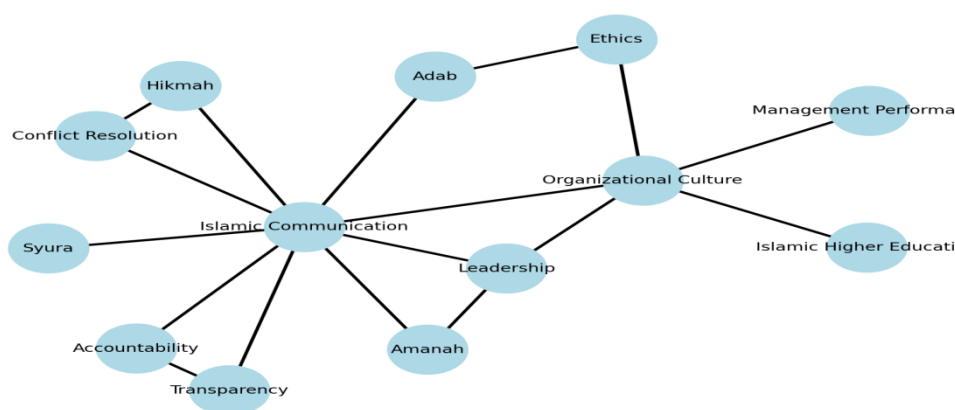 Ethics
Adab
Hikmah
Management Performa
Conflict Resolution
Organizational Culture
Islamic Communication
Syura
Islamic Higher Educati
Leadership
Accountability
Amanah
Transparency